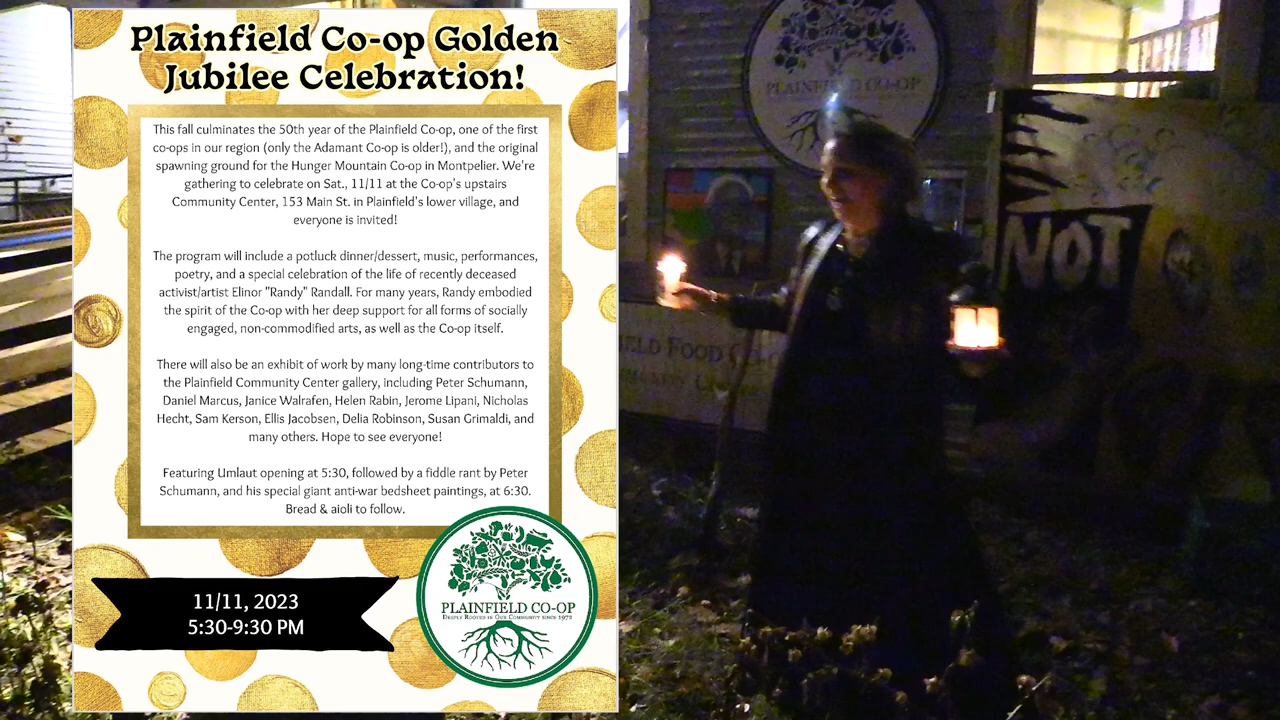 Plainfield Co-op Golden
Jubilee Celebration!
This fall culminates the 50th year of the Plainfield Co-op, one of the first
co-ops in our region (only the Adamant Co-op is older!), and the original
spawning ground for the Hunger Mountain Co-op in Montpelier. We're
gathering to celebrate on Sat., 11/11 at the Co-op's upstairs
Community Center, 153 Main St. in Plainfield's lower village, and
everyone is invited!
The program will include a potluck dinner/dessert, music, performances,
poetry, and a special celebration of the life of recently deceased
activist/artist Elinor "Randy" Randall. For many years, Randy embodied
the spirit of the Co-op with her deep support for all forms of socially
engaged, non-commodified arts, as well as the Co-op itself.
There will also be an exhibit of work by many long-time contributors to
the Plainfield Community Center gallery, including Peter Schumann,
Daniel Marcus, Janice Walrafen, Helen Rabin, Jerome Lipani, Nicholas
Hecht, Sam Kerson, Ellis Jacobsen, Delia Robinson, Susan Grimaldi, and
many others. Hope to see everyone!
Featuring Umlaut opening at 5:30, followed by a fiddle rant by Peter
Schumann, and his special giant anti-war bedsheet paintings, at 6:30.
Bread & aioli to follow.
11/11, 2023
5:30-9:30 PM
PLAINFIELD CO-OP
DEEPLY ROOTED IN OUR COMMUNITY SINCE 1972
PLAINFIELD CO-OP
NOT
FOOD